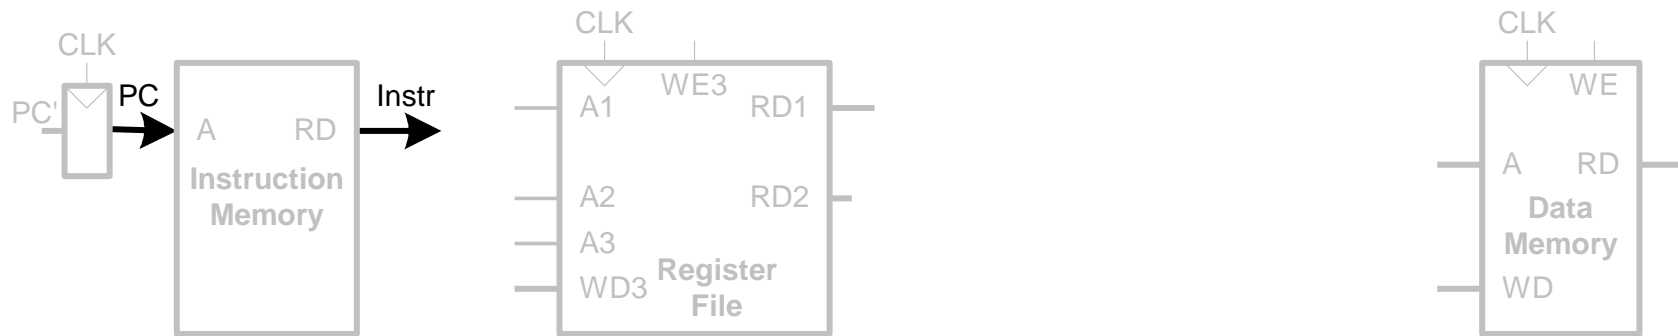 CLK
PC'
PC
A
RD
Instruction
Memory
Instr
CLK
WE3
A1
RD1
A2
RD2
A3
WD3
Register
File
CLK
WE
A
RD
Data
Memory
WD